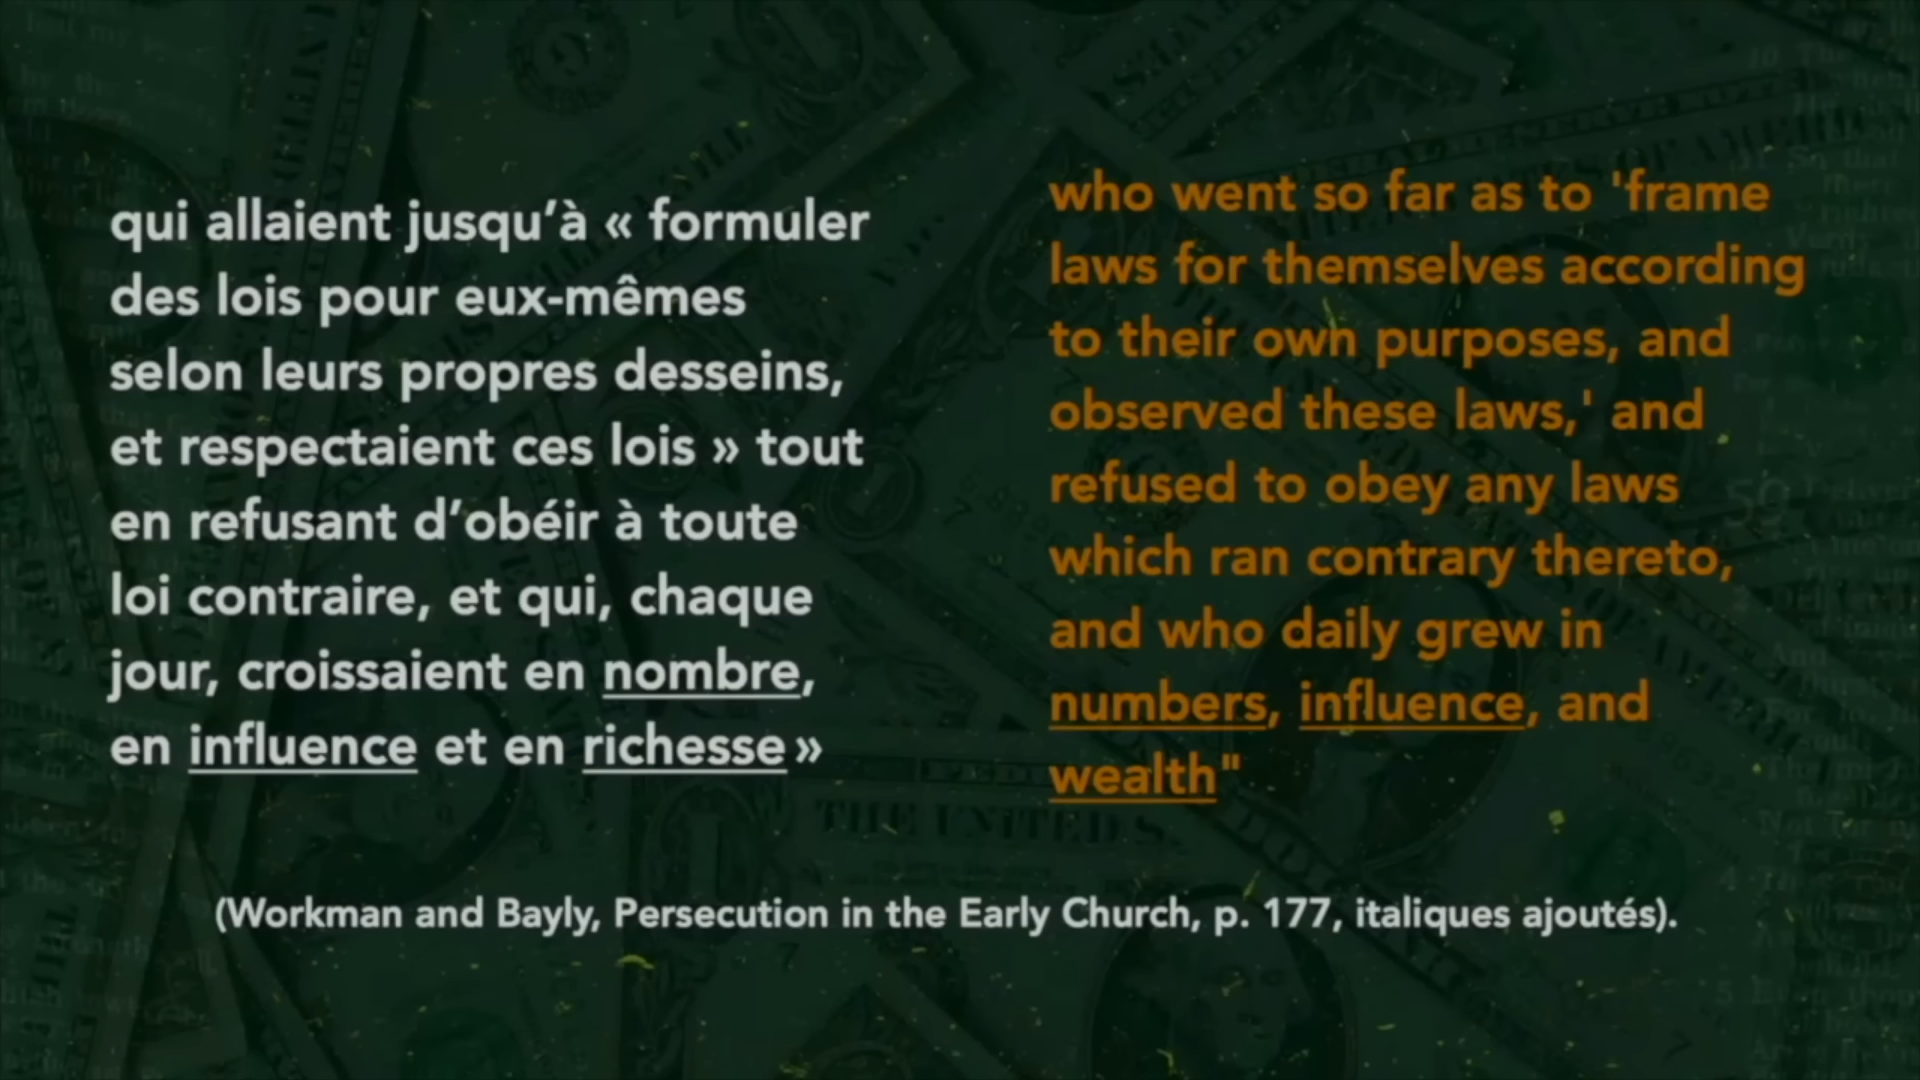 qui allaient jusqu’à « formuler
des lois pour eux-mêmes
selon leurs propres desseins,
et respectaient ces lois » tout
en refusant d’obéir à toute
loi contraire, et qui, chaque
jour, croissaient en nombre,
en influence et en richesse »
who went so far as to 'frame
laws for themselves according
to their own purposes, and
observed these laws,' and
refused to obey any laws
which ran contrary thereto,
and who daily grew in
numbers, influence, and
wealth"
(Workman and Bayly, Persecution in the Early Church, p. 177, italiques ajoutés).
THE UNITED S